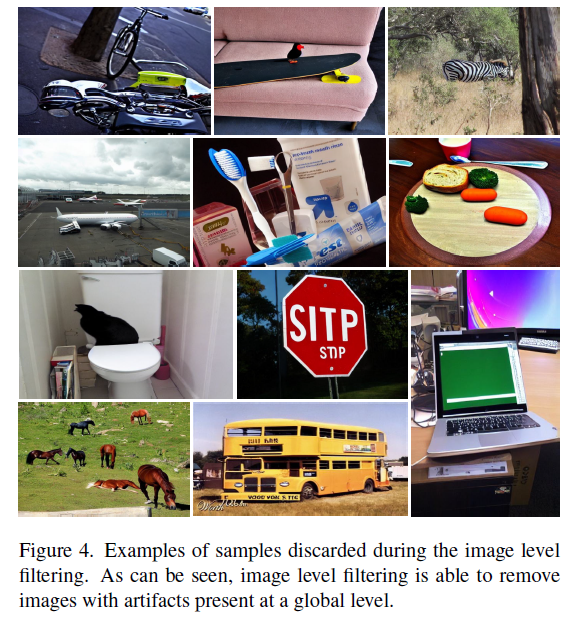 est
SITP
STOP
Figure 4. Examples of samples discarded during the image level
filtering. As can be seen, image level filtering is able to remove
images with artifacts present at a global level.